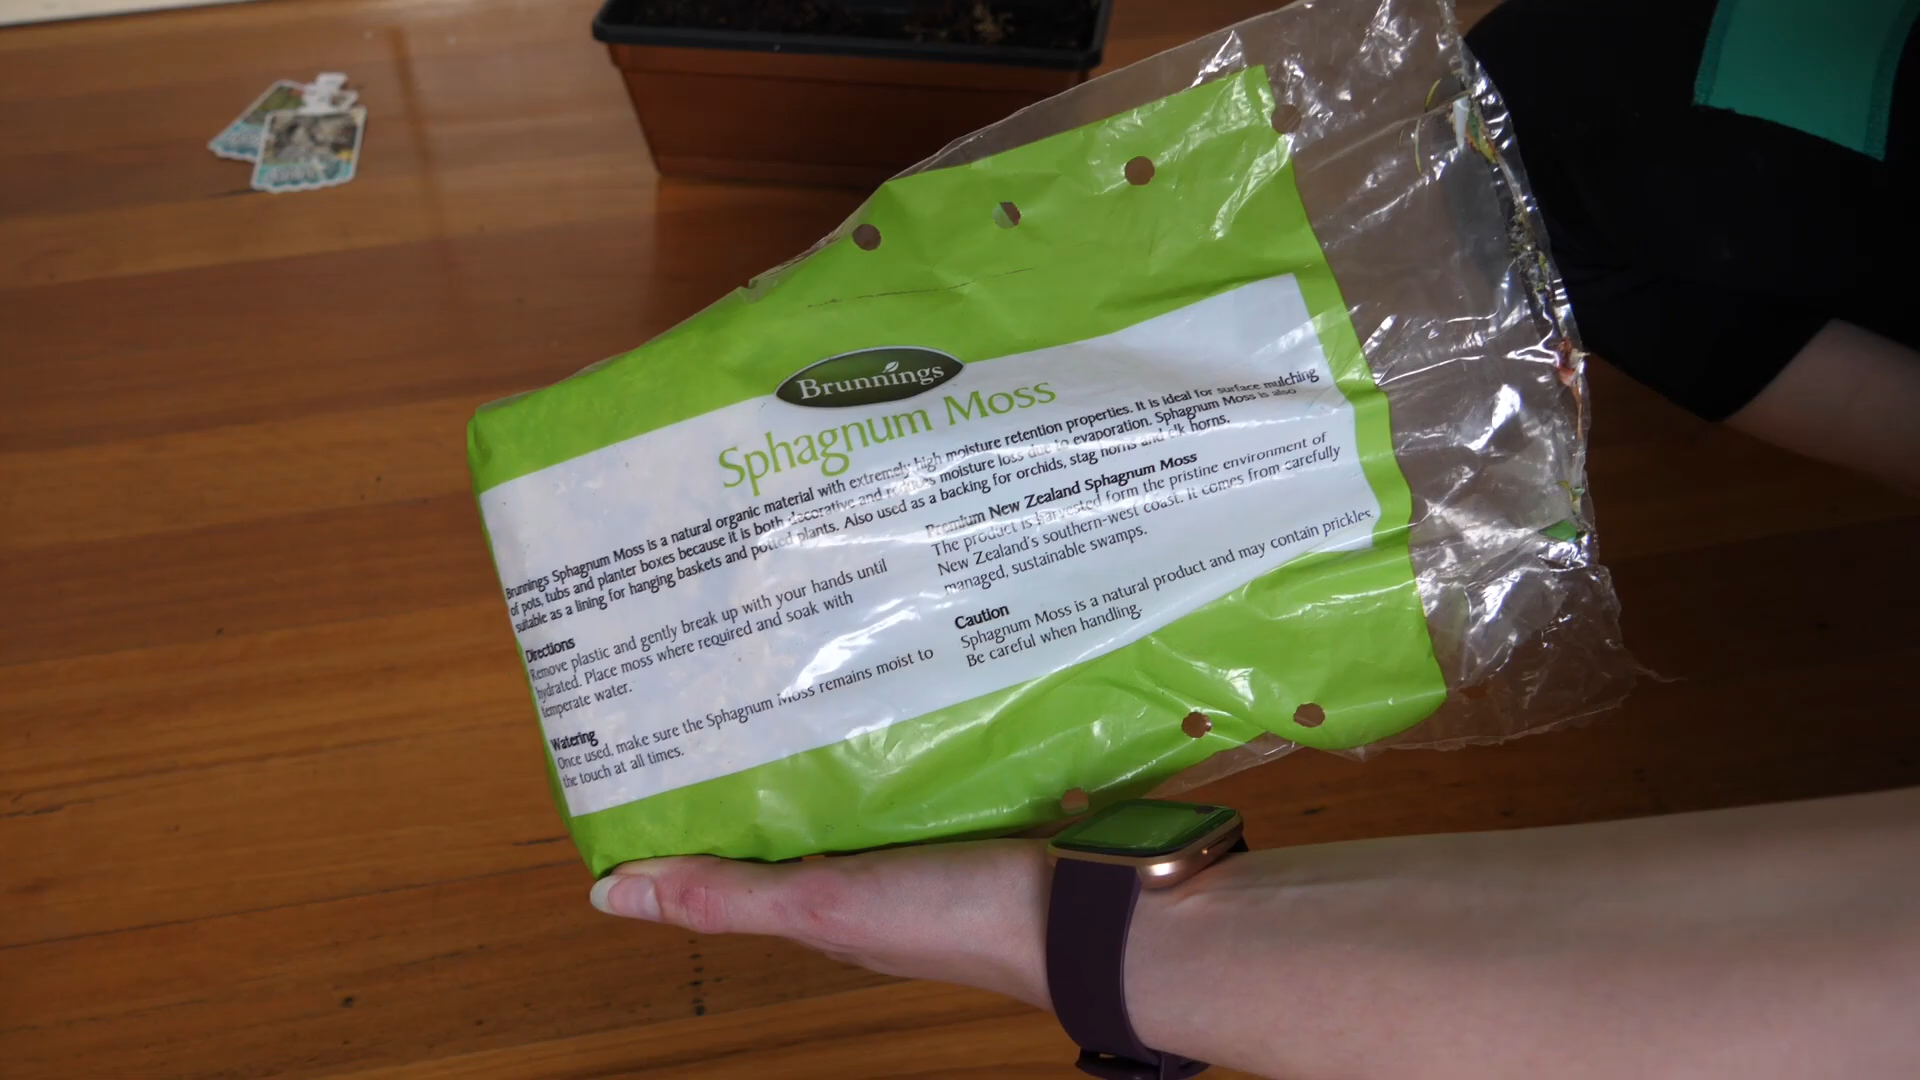 Brunnings
Sphagnum Moss
Brunnings Sphagnum Moss is a natural organic material with extremely high moisture retention properties. It is ideal for surface mulching
of pots, tubs and planter boxes because it is both decorative and reduces moisture loss due to evaporation. Sphagnum Moss is also
suitable as a lining for hanging baskets and potted plants. Also used as a backing for orchids, stag horns and elk horns.
Directions
Remove plastic and gently break up with your hands until
hydrated. Place moss where required and soak with
temperate water.
Watering
Once used, make sure the Sphagnum Moss remains moist to
the touch at all times.
Premium New Zealand Sphagnum Moss
The product is harvested form the pristine environment of
New Zealand's southern-west coast. It comes from carefully
managed, sustainable swamps.
Caution
Sphagnum Moss is a natural product and may contain prickles.
Be careful when handling.